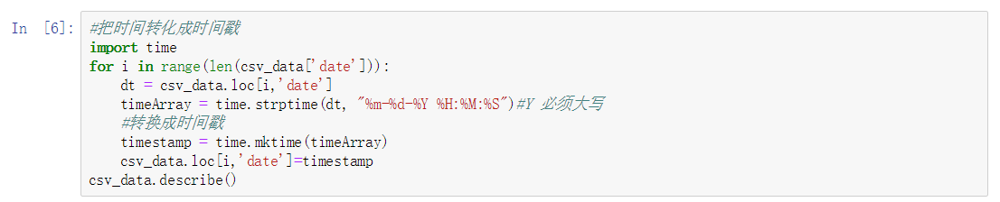 In [6]: #把时间转化成时间戳
import time
for i in range(len(csv_data['date'])):
    dt = csv_data.loc[i,'date']
    timeArray = time.strptime(dt, "%m-%d-%Y %H:%M:%S")#Y 必须大写
    #转换成时间戳
    timestamp = time.mktime(timeArray)
    csv_data.loc[i,'date']=timestamp
csv_data.describe()